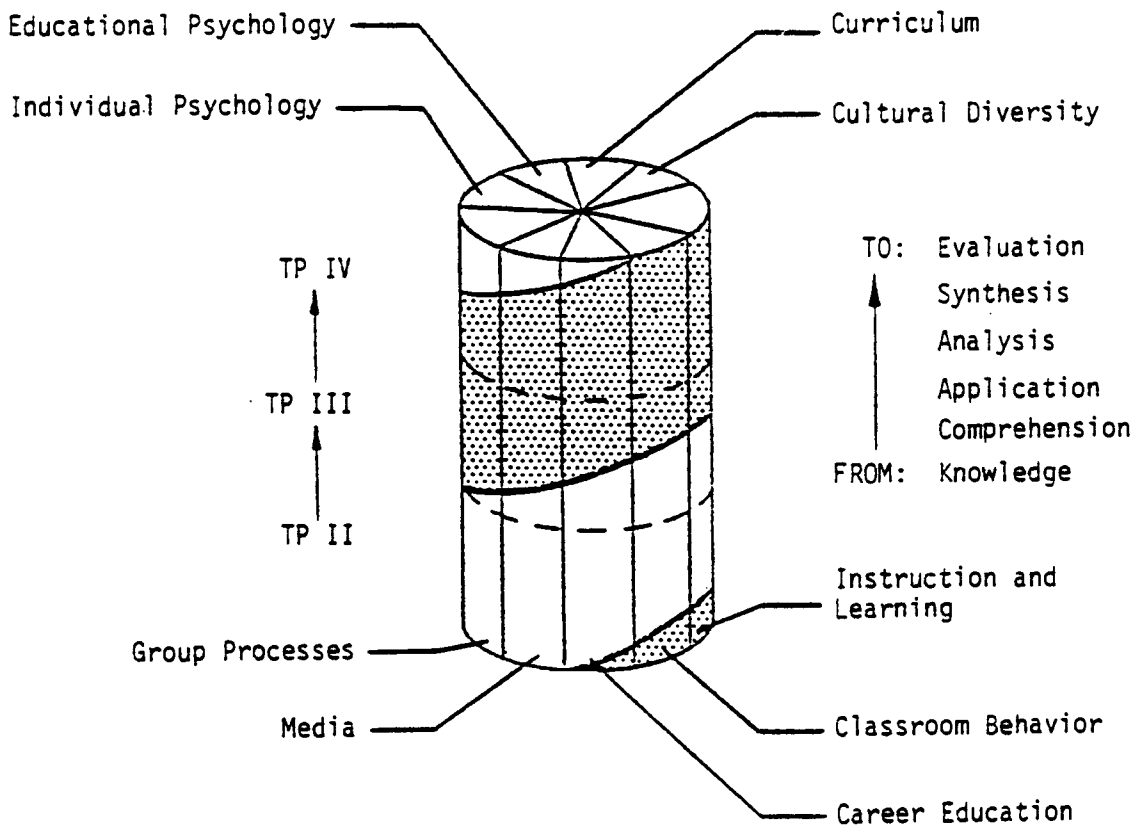 Educational Psychology
Curriculum
Individual Psychology
Cultural Diversity
TP IV
TO: Evaluation
Synthesis
Analysis
TP III
Application
Comprehension
FROM: Knowledge
TP II
Instruction and
Learning
Group Processes
Media
Classroom Behavior
Career Education